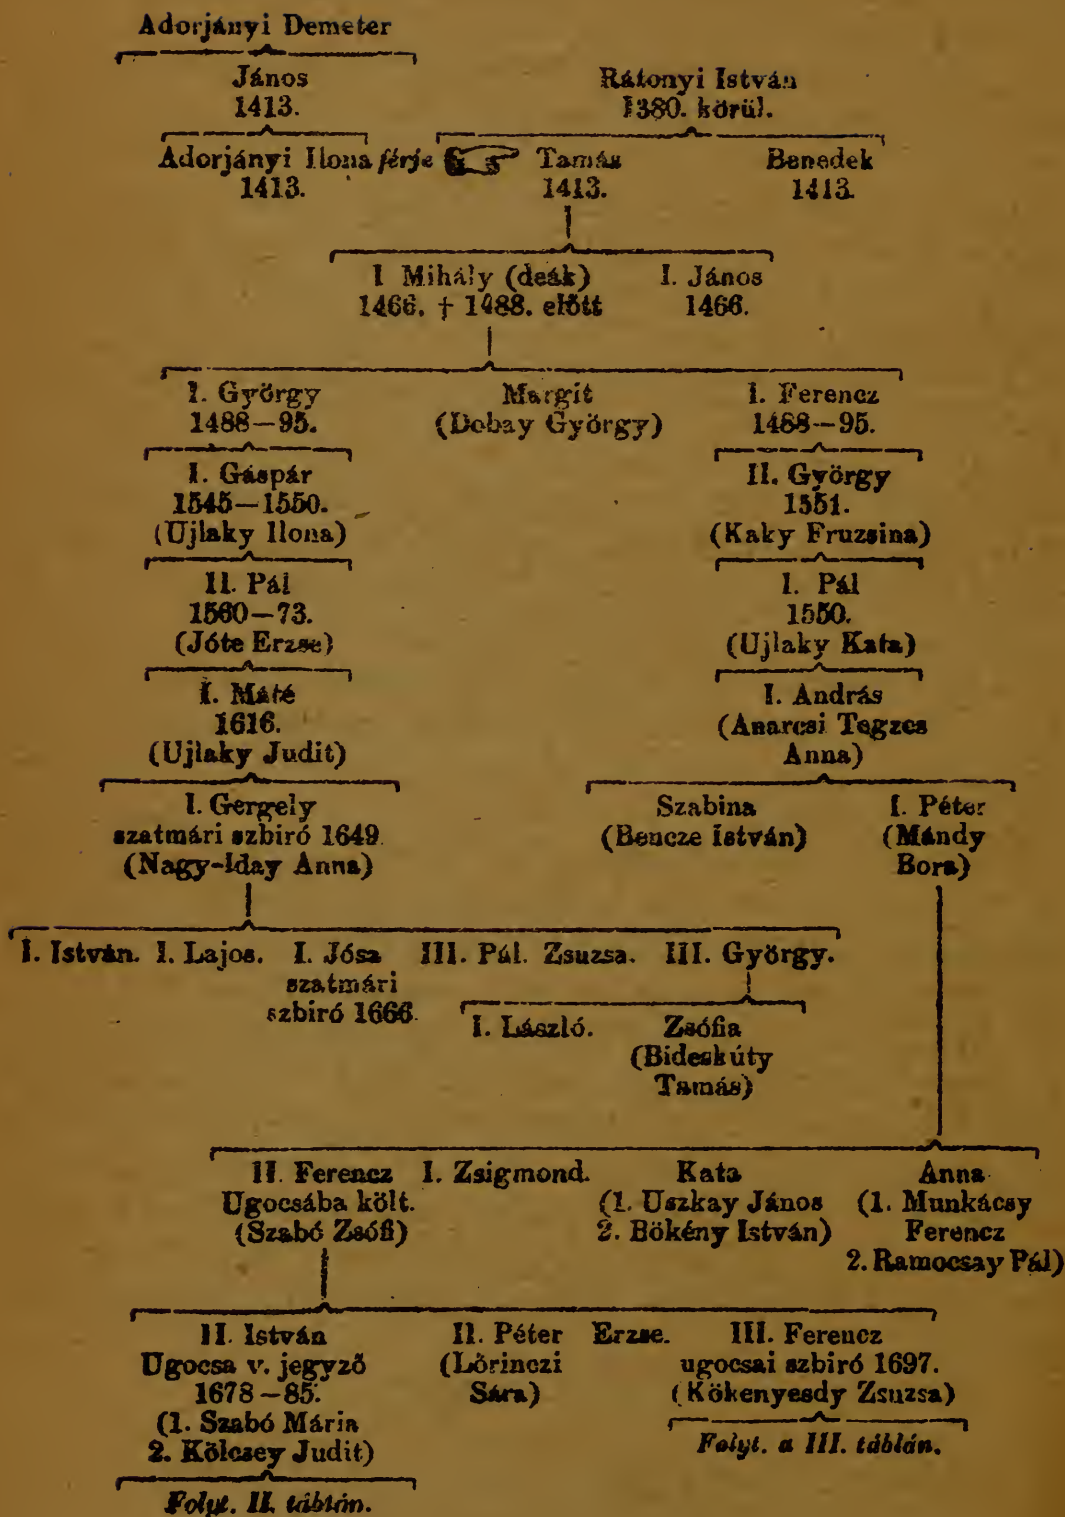 Adorjányi Demeter
János
1413.
Rátonyi István
1380. körül.
Adorjányi Ilona férje
1413.
Tamás
1413.
Benedek
1413.
I Mihály (deák)
1466. † 1488. előtt
I. János
1466.
I. György
1488—95.
Margit
(Dobay György)
I. Ferencz
1488—95.
I. Gáspár
1545—1550.
(Ujlaky Ilona)
II. György
1551.
(Kaky Fruzsina)
II. Pál
1560—73.
(Jóte Erzse)
I. Pál
1550.
(Ujlaky Kata)
I. Máté
1616.
(Ujlaky Judit)
I. András
(Anarcsi Tegzes
Anna)
I. Gergely
szatmári szbiró 1649.
(Nagy-Iday Anna)
Szabina
(Bencze István)
I. Péter
(Mándy
Bora)
I. István. I. Lajos.
I. Jósa
szatmári
szbiró 1666.
III. Pál. Zsuzsa. III. György.
I. László.
Zsófia
(Bideskúty
Tamás)
II. Ferencz
Ugocsába költ.
(Szabó Zsófi)
I. Zsigmond.
Kata
(1. Uszkay János
2. Bökény István)
Anna
(1. Munkácsy
Ferencz
2. Ramocsay Pál)
II. István
Ugocsa v. jegyző
1678—85.
(1. Szabó Mária
2. Kölcsey Judit)
II. Péter
(Lőrinczi
Sára)
Erzse.
III. Ferencz
ugocsai szbiró 1697.
(Kökenyesdy Zsuzsa)
Folyt. a III. táblán.
Folyt. II. táblán.